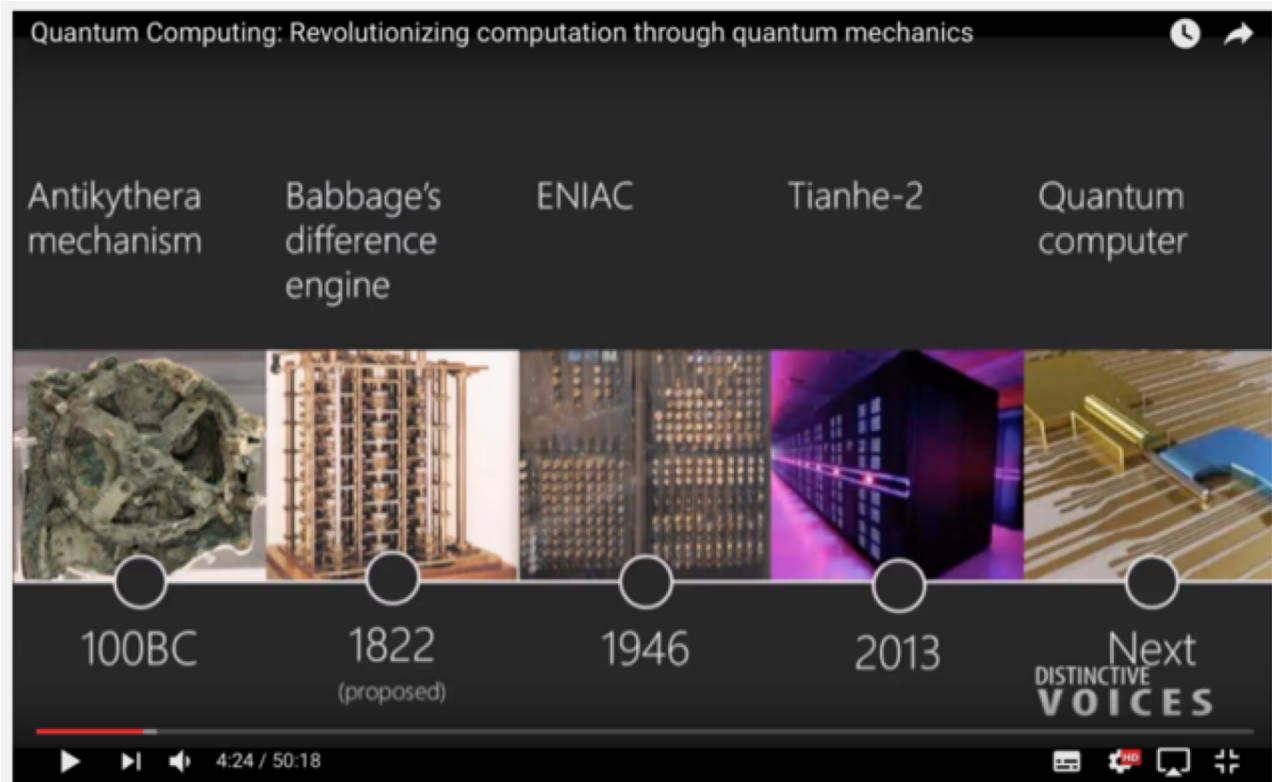 Quantum Computing: Revolutionizing computation through quantum mechanics
Antikythera
mechanism
Babbage's
difference
engine
ENIAC
Tianhe-2
Quantum
computer
100BC
1822
(proposed)
1946
2013
Next
DISTINCTIVE
VOICES
4:24 / 50:18
HD